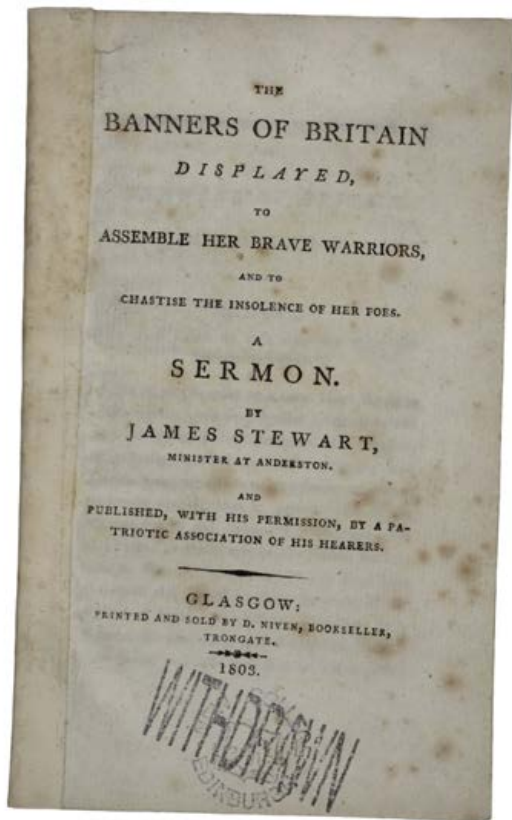 THE
BANNERS OF BRITAIN
DISPLAYED,
TO
ASSEMBLE HER BRAVE WARRIORS,
AND TO
CHASTISE THE INSOLENCE OF HER FOES.
A
SERMON.
BY
JAMES STEWART,
MINISTER AT ANDERSTON.
AND
PUBLISHED, WITH HIS PERMISSION, BY A PA-
TRIOTIC ASSOCIATION OF HIS HEARERS.
GLASGOW:
PRINTED AND SOLD BY D. NIVEN, BOOKSELLER,
TRONGATE.
1803.
WITHDRAWN